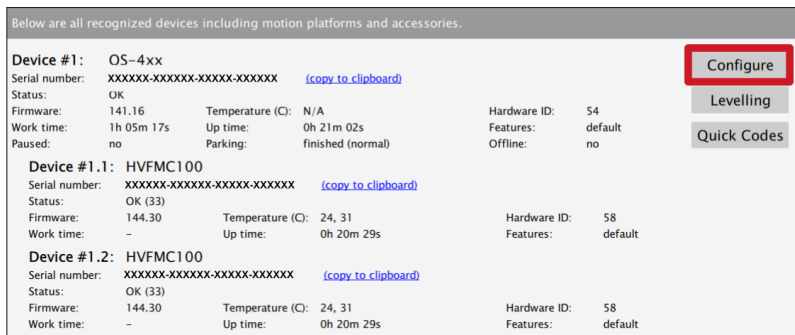 Below are all recognized devices including motion platforms and accessories.
Device #1: OS-4xx
Configure
Serial number: XXXXXX-XXXXXX-XXXXX-XXXXXX (copy to clipboard)
Status: OK
Levelling
Firmware: 141.16 Temperature (C): N/A Hardware ID: 54
Work time: 1h 05m 17s Up time: 0h 21m 02s Features: default
Quick Codes
Paused: no Parking: finished (normal) Offline: no
Device #1.1: HVFMC100
Serial number: XXXXXX-XXXXXX-XXXXX-XXXXXX (copy to clipboard)
Status: OK (33)
Firmware: 144.30 Temperature (C): 24, 31 Hardware ID: 58
Work time: – Up time: 0h 20m 29s Features: default
Device #1.2: HVFMC100
Serial number: XXXXXX-XXXXXX-XXXXX-XXXXXX (copy to clipboard)
Status: OK (33)
Firmware: 144.30 Temperature (C): 24, 31 Hardware ID: 58
Work time: – Up time: 0h 20m 29s Features: default